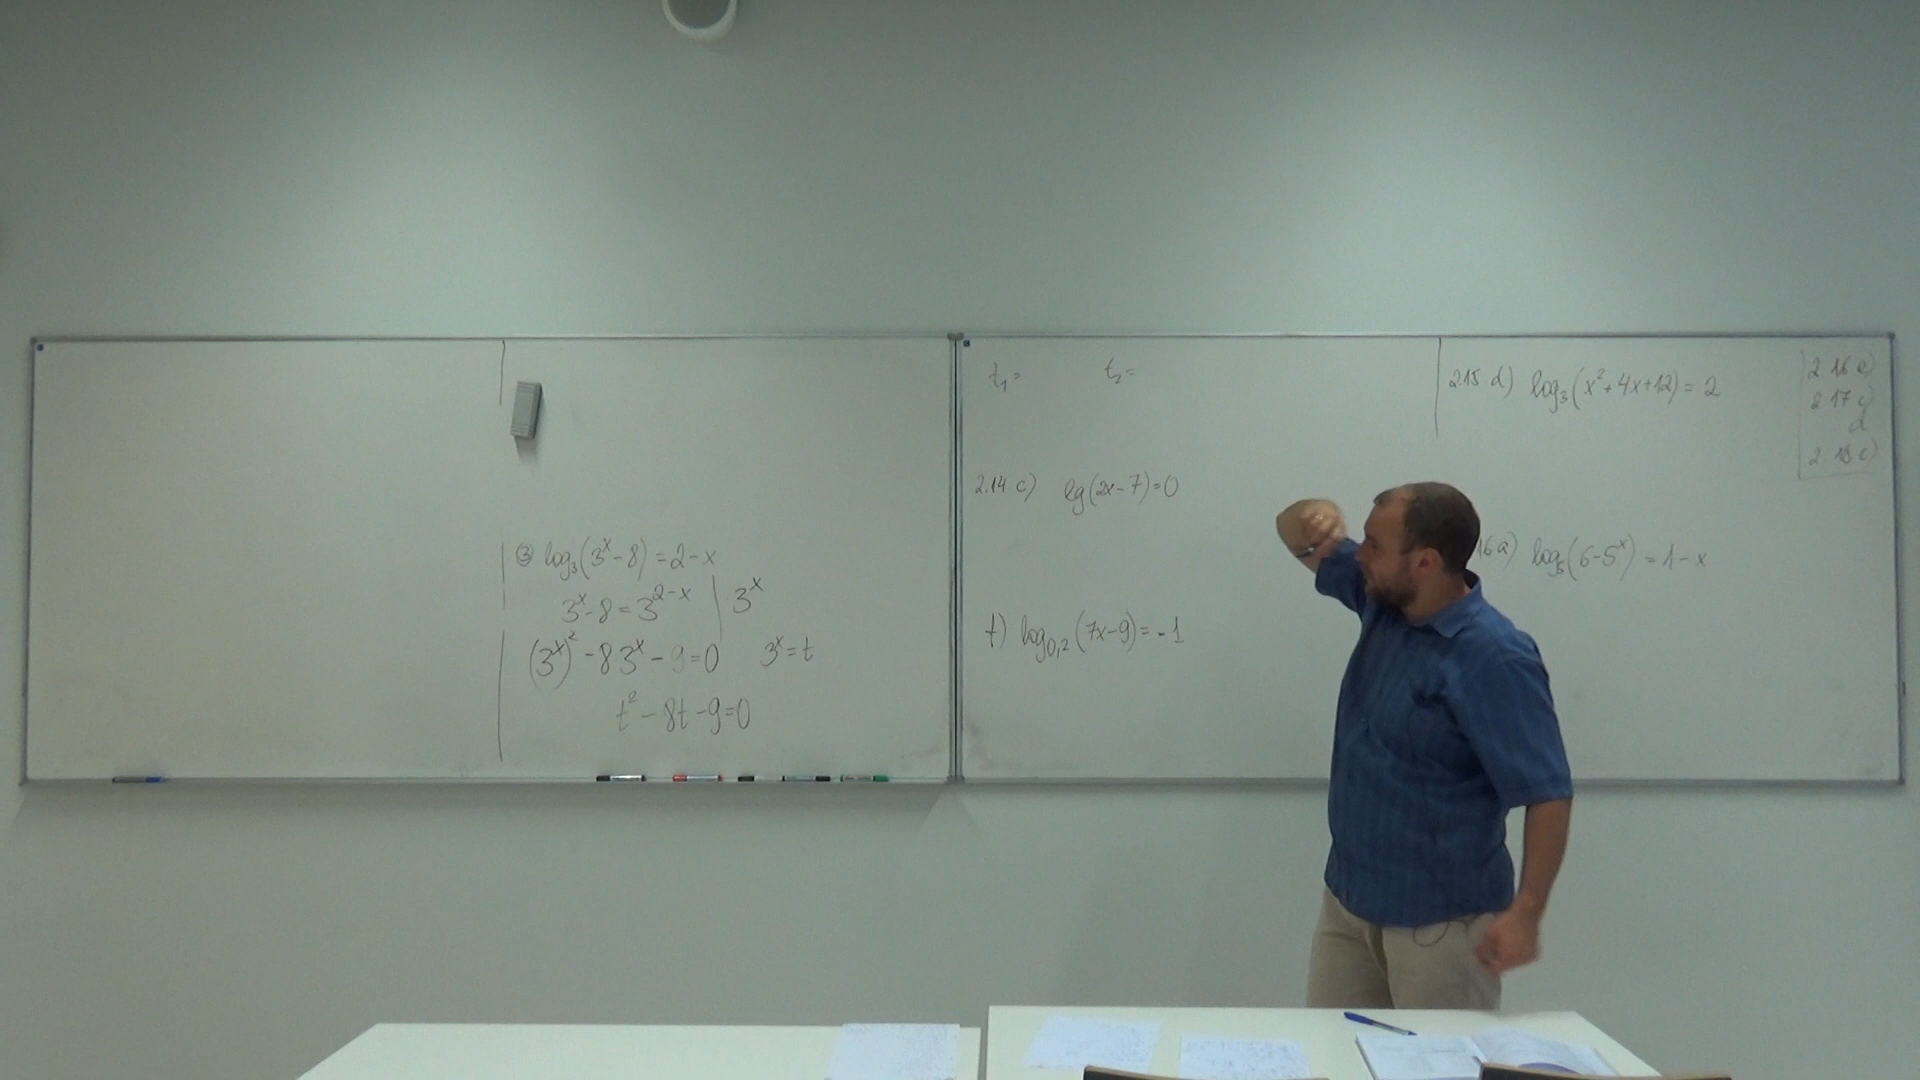 ③ log₃(3ˣ-8) = 2-x
3ˣ-8 = 3²⁻ˣ | 3ˣ
(3ˣ)² - 8 3ˣ - 9 = 0 3ˣ = t
t² - 8t - 9 = 0
t₁ = t₂ =
2.14 c) lg(2x-7) = 0
f) log₀,₂(7x-9) = -1
2.15 d) log₃(x²+4x+12) = 2
16 a) log₅(6-5ˣ) = 1-x
2.16 e)
2.17 c)
d
2.18 c)